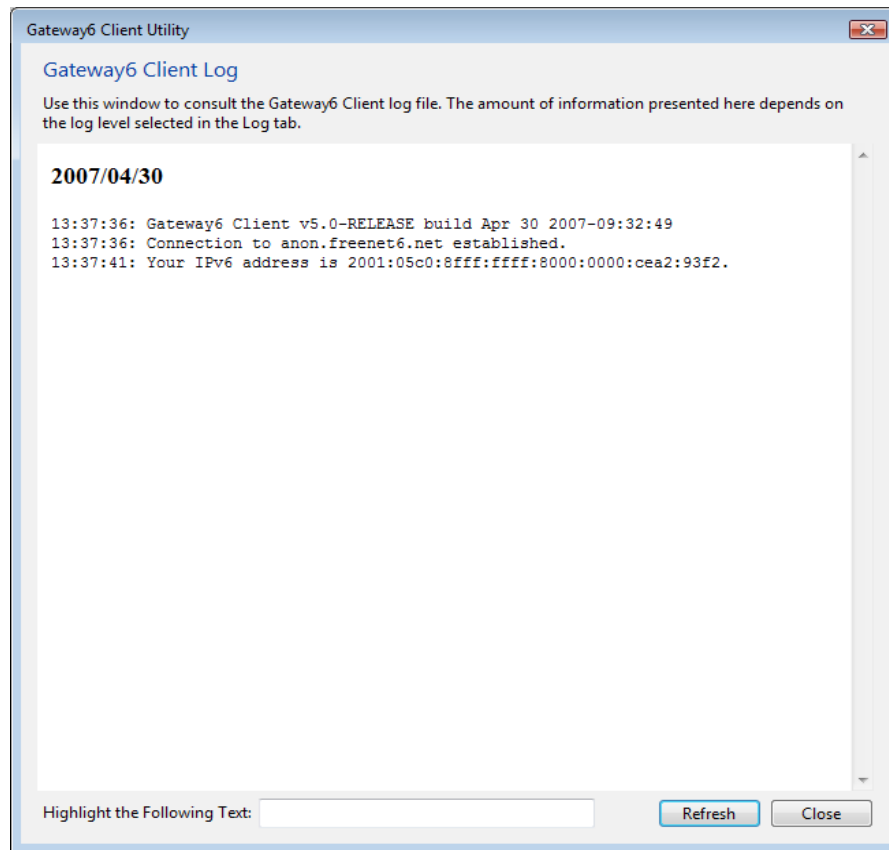 Gateway6 Client Utility
Gateway6 Client Log
Use this window to consult the Gateway6 Client log file. The amount of information presented here depends on
the log level selected in the Log tab.
2007/04/30
13:37:36: Gateway6 Client v5.0-RELEASE build Apr 30 2007-09:32:49
13:37:36: Connection to anon.freenet6.net established.
13:37:41: Your IPv6 address is 2001:05c0:8fff:ffff:8000:0000:cea2:93f2.
Highlight the Following Text:
Refresh
Close